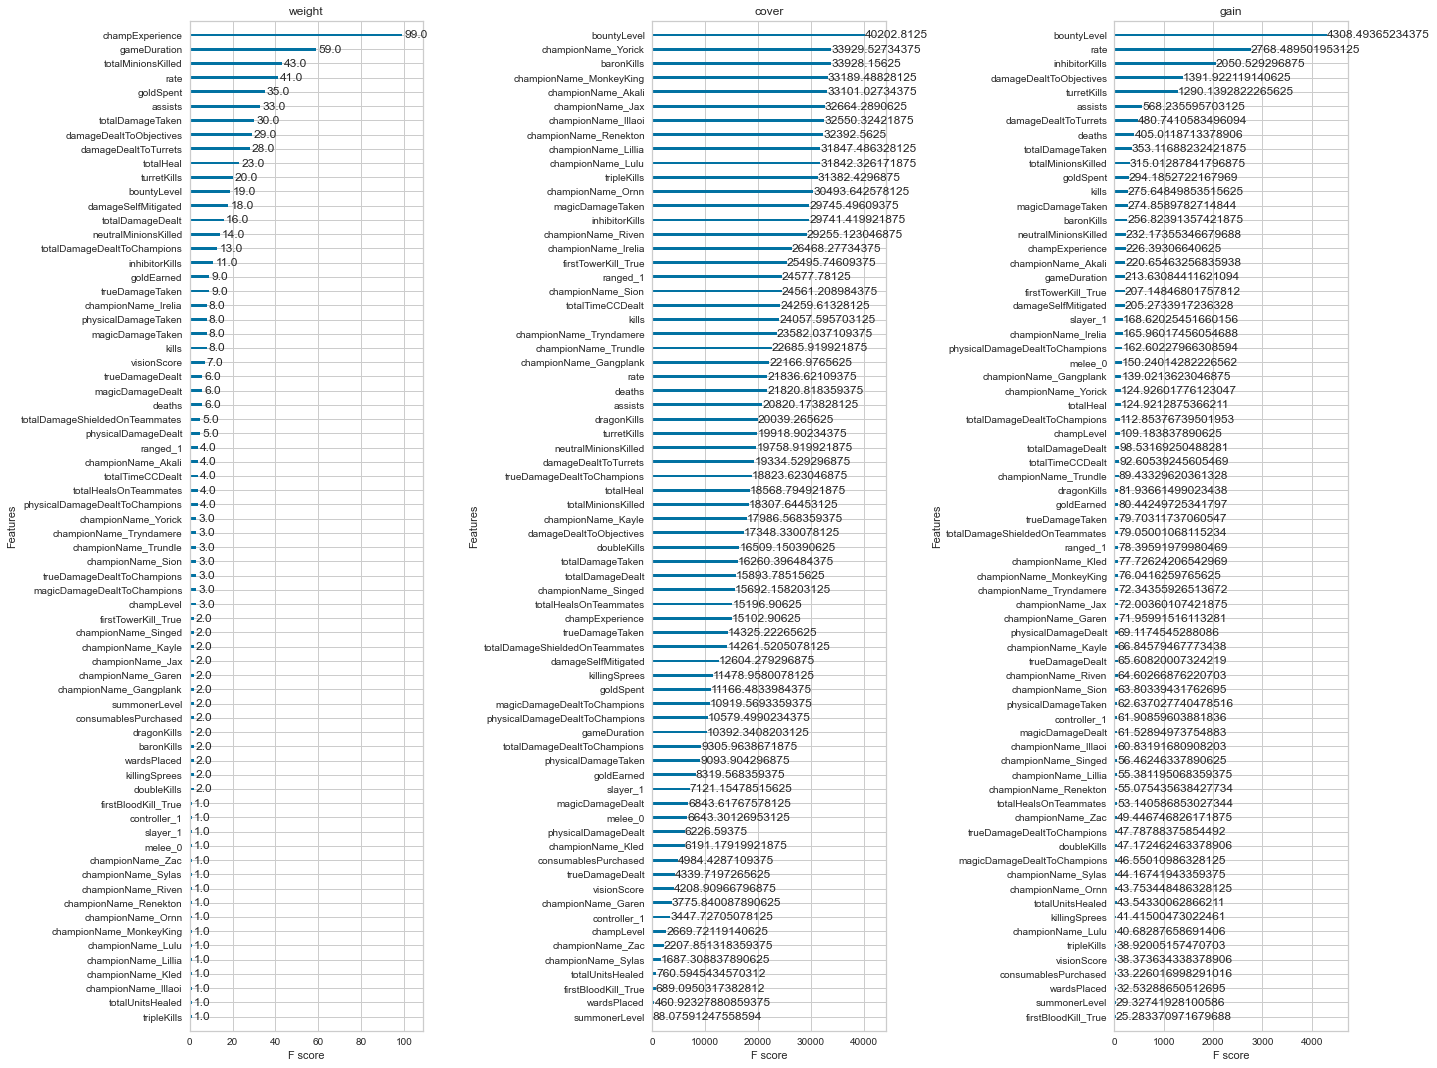 weight
Features
champExperience 99.0
gameDuration 59.0
totalMinionsKilled 43.0
rate 41.0
goldSpent 35.0
assists 33.0
totalDamageTaken 30.0
damageDealtToObjectives 29.0
damageDealtToTurrets 28.0
totalHeal 23.0
turretKills 20.0
bountyLevel 19.0
damageSelfMitigated 18.0
totalDamageDealt 16.0
neutralMinionsKilled 14.0
totalDamageDealtToChampions 13.0
inhibitorKills 11.0
goldEarned 9.0
trueDamageTaken 9.0
championName_Irelia 8.0
physicalDamageTaken 8.0
magicDamageTaken 8.0
kills 8.0
visionScore 7.0
trueDamageDealt 6.0
magicDamageDealt 6.0
deaths 6.0
totalDamageShieldedOnTeammates 5.0
physicalDamageDealt 5.0
ranged_1 4.0
championName_Akali 4.0
totalTimeCCDealt 4.0
totalHealsOnTeammates 4.0
physicalDamageDealtToChampions 4.0
championName_Yorick 3.0
championName_Tryndamere 3.0
championName_Trundle 3.0
championName_Sion 3.0
trueDamageDealtToChampions 3.0
magicDamageDealtToChampions 3.0
champLevel 3.0
firstTowerKill_True 2.0
championName_Singed 2.0
championName_Kayle 2.0
championName_Jax 2.0
championName_Garen 2.0
championName_Gangplank 2.0
summonerLevel 2.0
consumablesPurchased 2.0
dragonKills 2.0
baronKills 2.0
wardsPlaced 2.0
killingSprees 2.0
doubleKills 2.0
firstBloodKill_True 1.0
controller_1 1.0
slayer_1 1.0
melee_0 1.0
championName_Zac 1.0
championName_Sylas 1.0
championName_Riven 1.0
championName_Renekton 1.0
championName_Ornn 1.0
championName_MonkeyKing 1.0
championName_Lulu 1.0
championName_Lillia 1.0
championName_Kled 1.0
championName_Illaoi 1.0
totalUnitsHealed 1.0
tripleKills 1.0
0 20 40 60 80 100
F score
cover
Features
bountyLevel 40202.8125
championName_Yorick 33929.52734375
baronKills 33928.15625
championName_MonkeyKing 33189.48828125
championName_Akali 33101.02734375
championName_Jax 32664.2890625
championName_Illaoi 32550.32421875
championName_Renekton 32392.5625
championName_Lillia 31847.486328125
championName_Lulu 31842.326171875
tripleKills 31382.4296875
championName_Ornn 30493.642578125
magicDamageTaken 29745.49609375
inhibitorKills 29741.419921875
championName_Riven 29255.123046875
championName_Irelia 26468.27734375
firstTowerKill_True 25495.74609375
ranged_1 24577.78125
championName_Sion 24561.208984375
totalTimeCCDealt 24259.61328125
kills 24057.595703125
championName_Tryndamere 23582.037109375
championName_Trundle 22685.919921875
championName_Gangplank 22166.9765625
rate 21836.62109375
deaths 21820.818359375
assists 20820.173828125
dragonKills 20039.265625
turretKills 19918.90234375
neutralMinionsKilled 19758.919921875
damageDealtToTurrets 19334.529296875
trueDamageDealtToChampions 18823.623046875
totalHeal 18568.794921875
totalMinionsKilled 18307.64453125
championName_Kayle 17986.568359375
damageDealtToObjectives 17348.330078125
doubleKills 16509.150390625
totalDamageTaken 16260.396484375
totalDamageDealt 15893.78515625
championName_Singed 15692.158203125
totalHealsOnTeammates 15196.90625
champExperience 15102.90625
trueDamageTaken 14325.22265625
totalDamageShieldedOnTeammates 14261.5205078125
damageSelfMitigated 12604.279296875
killingSprees 11478.9580078125
goldSpent 11166.4833984375
magicDamageDealtToChampions 10919.5693359375
physicalDamageDealtToChampions 10579.4990234375
gameDuration 10392.3408203125
totalDamageDealtToChampions 9305.9638671875
physicalDamageTaken 9093.904296875
goldEarned 8319.568359375
slayer_1 7121.15478515625
magicDamageDealt 6843.61767578125
melee_0 6643.30126953125
physicalDamageDealt 6226.59375
championName_Kled 6191.17919921875
consumablesPurchased 4984.4287109375
trueDamageDealt 4339.7197265625
visionScore 4208.90966796875
championName_Garen 3775.840087890625
controller_1 3447.72705078125
champLevel 2669.72119140625
championName_Zac 2207.851318359375
championName_Sylas 1687.308837890625
totalUnitsHealed 760.5945434570312
firstBloodKill_True 689.0950317382812
wardsPlaced 460.92327880859375
summonerLevel 88.07591247558594
0 10000 20000 30000 40000
F score
gain
Features
bountyLevel 4308.49365234375
rate 2768.489501953125
inhibitorKills 2050.529296875
damageDealtToObjectives 1391.922119140625
turretKills 1290.1392822265625
assists 568.235595703125
damageDealtToTurrets 480.7410583496094
deaths 405.0118713378906
totalDamageTaken 353.11688232421875
totalMinionsKilled 315.01287841796875
goldSpent 294.1852722167969
kills 275.64849853515625
magicDamageTaken 274.8589782714844
baronKills 256.82391357421875
neutralMinionsKilled 232.17355346679688
champExperience 226.39306640625
championName_Akali 220.65463256835938
gameDuration 213.63084411621094
firstTowerKill_True 207.14846801757812
damageSelfMitigated 205.2733917236328
slayer_1 168.62025451660156
championName_Irelia 165.96017456054688
physicalDamageDealtToChampions 162.60227966308594
melee_0 150.24014282226562
championName_Gangplank 139.0213623046875
championName_Yorick 124.92601776123047
totalHeal 124.9212875366211
totalDamageDealtToChampions 112.85376739501953
champLevel 109.183837890625
totalDamageDealt 98.53169250488281
totalTimeCCDealt 92.60539245605469
championName_Trundle 89.43329620361328
dragonKills 81.93661499023438
goldEarned 80.44249725341797
trueDamageTaken 79.70311737060547
totalDamageShieldedOnTeammates 79.05001068115234
ranged_1 78.39591979980469
championName_Kled 77.72624206542969
championName_MonkeyKing 76.0416259765625
championName_Tryndamere 72.34355926513672
championName_Jax 72.00360107421875
championName_Garen 71.95991516113281
physicalDamageDealt 69.1174545288086
championName_Kayle 66.84579467773438
trueDamageDealt 65.60820007324219
championName_Riven 64.60266876220703
championName_Sion 63.80339431762695
physicalDamageTaken 62.637027740478516
controller_1 61.90859603881836
magicDamageDealt 61.52894973754883
championName_Illaoi 60.83191680908203
championName_Singed 56.46246337890625
championName_Lillia 55.381195068359375
championName_Renekton 55.075435638427734
totalHealsOnTeammates 53.140586853027344
championName_Zac 49.446746826171875
trueDamageDealtToChampions 47.78788375854492
doubleKills 47.172462463378906
magicDamageDealtToChampions 46.55010986328125
championName_Sylas 44.16741943359375
championName_Ornn 43.753448486328125
totalUnitsHealed 43.54330062866211
killingSprees 41.41500473022461
championName_Lulu 40.68287658691406
tripleKills 38.92005157470703
visionScore 38.373634338378906
consumablesPurchased 33.226016998291016
wardsPlaced 32.53288650512695
summonerLevel 29.32741928100586
firstBloodKill_True 25.283370971679688
0 1000 2000 3000 4000
F score